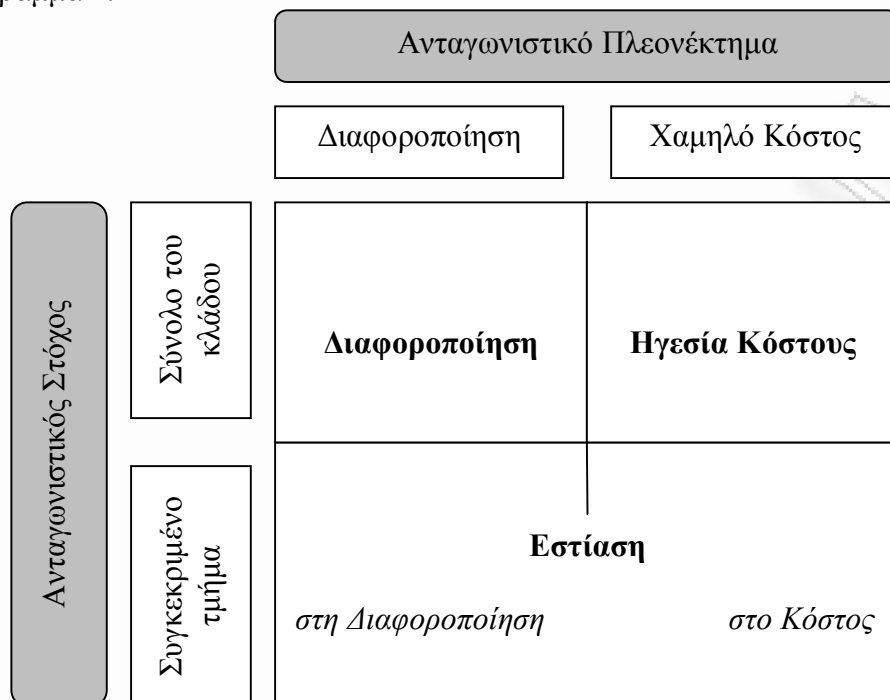 Ανταγωνιστικό Πλεονέκτημα
Διαφοροποίηση
Χαμηλό Κόστος
Ανταγωνιστικός Στόχος
Σύνολο του
κλάδου
Διαφοροποίηση
Ηγεσία Κόστους
Συγκεκριμένο
τμήμα
Εστίαση
στη Διαφοροποίηση
στο Κόστος